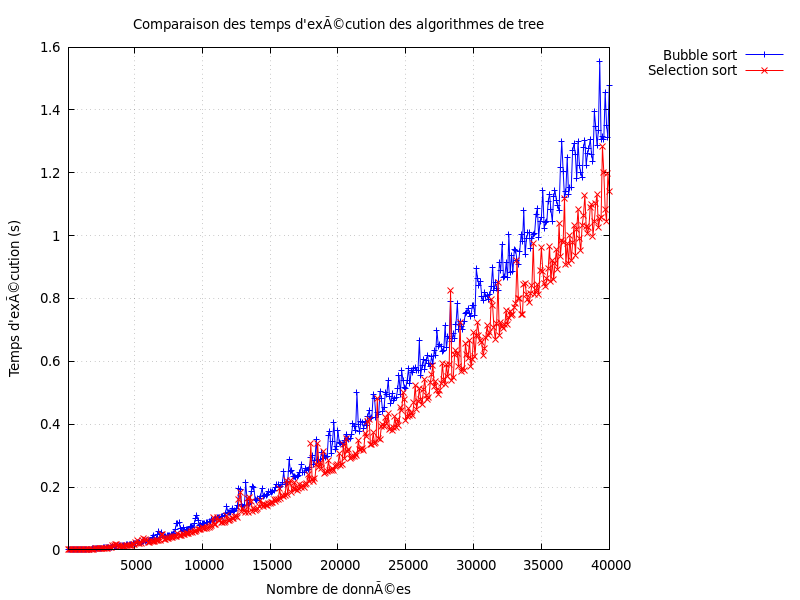 Comparaison des temps d'exÃ©cution des algorithmes de tree
1.6
1.4
1.2
1
0.8
0.6
0.4
0.2
0
5000 10000 15000 20000 25000 30000 35000 40000
Temps d'exÃ©cution (s)
Nombre de donnÃ©es
Bubble sort
Selection sort